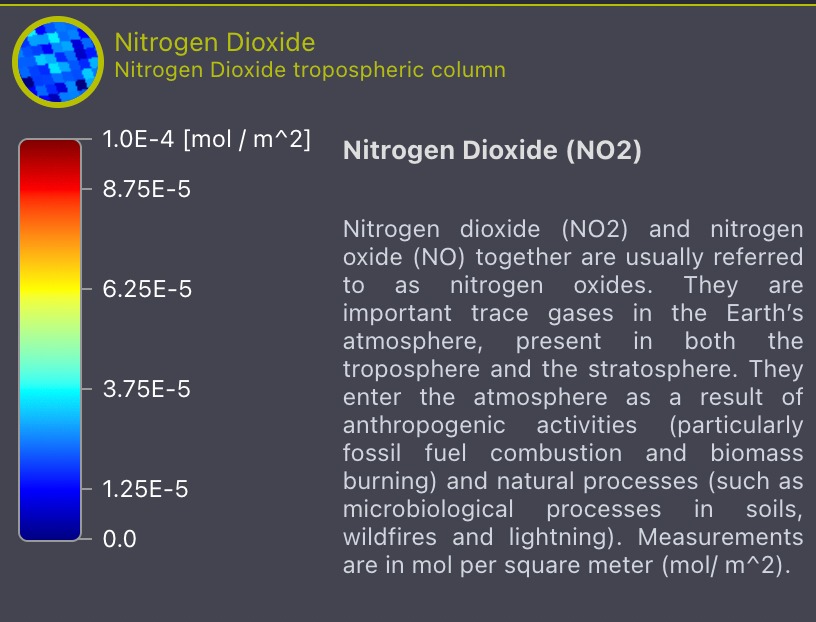 Nitrogen Dioxide
Nitrogen Dioxide tropospheric column
1.0E-4 [mol / m^2]
8.75E-5
6.25E-5
3.75E-5
1.25E-5
0.0
Nitrogen Dioxide (NO2)
Nitrogen dioxide (NO2) and nitrogen
oxide (NO) together are usually referred
to as nitrogen oxides. They are
important trace gases in the Earth’s
atmosphere, present in both the
troposphere and the stratosphere. They
enter the atmosphere as a result of
anthropogenic activities (particularly
fossil fuel combustion and biomass
burning) and natural processes (such as
microbiological processes in soils,
wildfires and lightning). Measurements
are in mol per square meter (mol/ m^2).